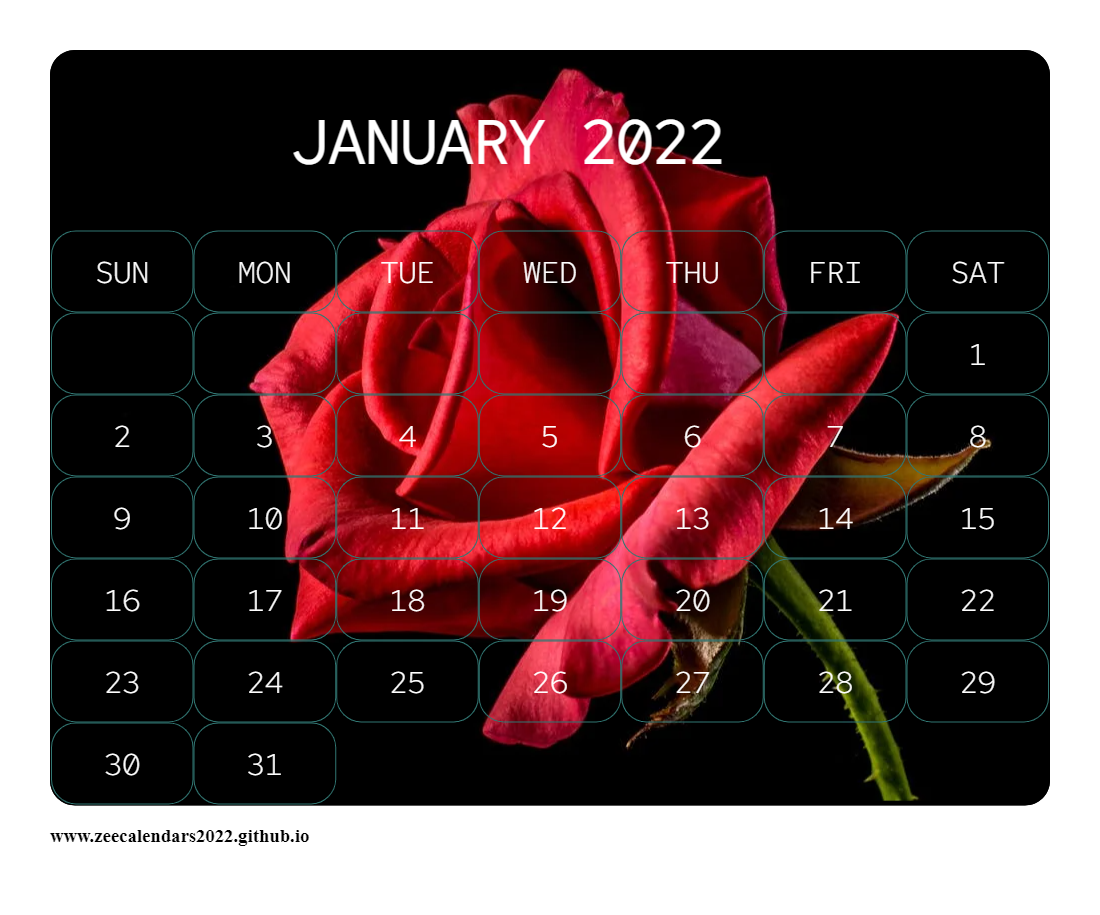 JANUARY 2022
SUN MON TUE WED THU FRI SAT
1
2 3 4 5 6 7 8
9 10 11 12 13 14 15
16 17 18 19 20 21 22
23 24 25 26 27 28 29
30 31
www.zeecalendars2022.github.io